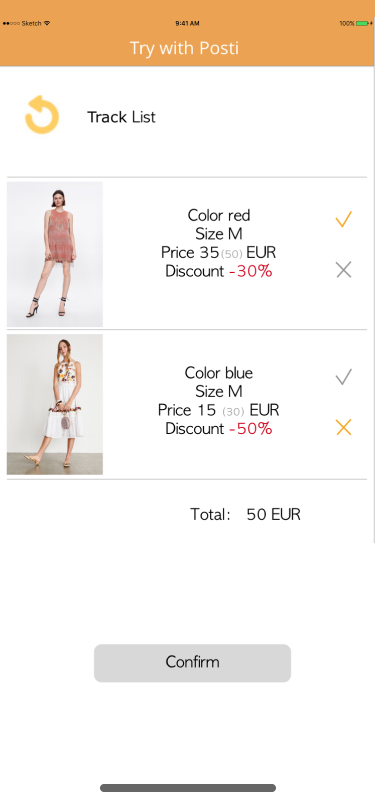 Sketch 9:41 AM 100%
Try with Posti
Track List
Color red
Size M
Price 35(50) EUR
Discount -30%
Color blue
Size M
Price 15 (30) EUR
Discount -50%
Total: 50 EUR
Confirm